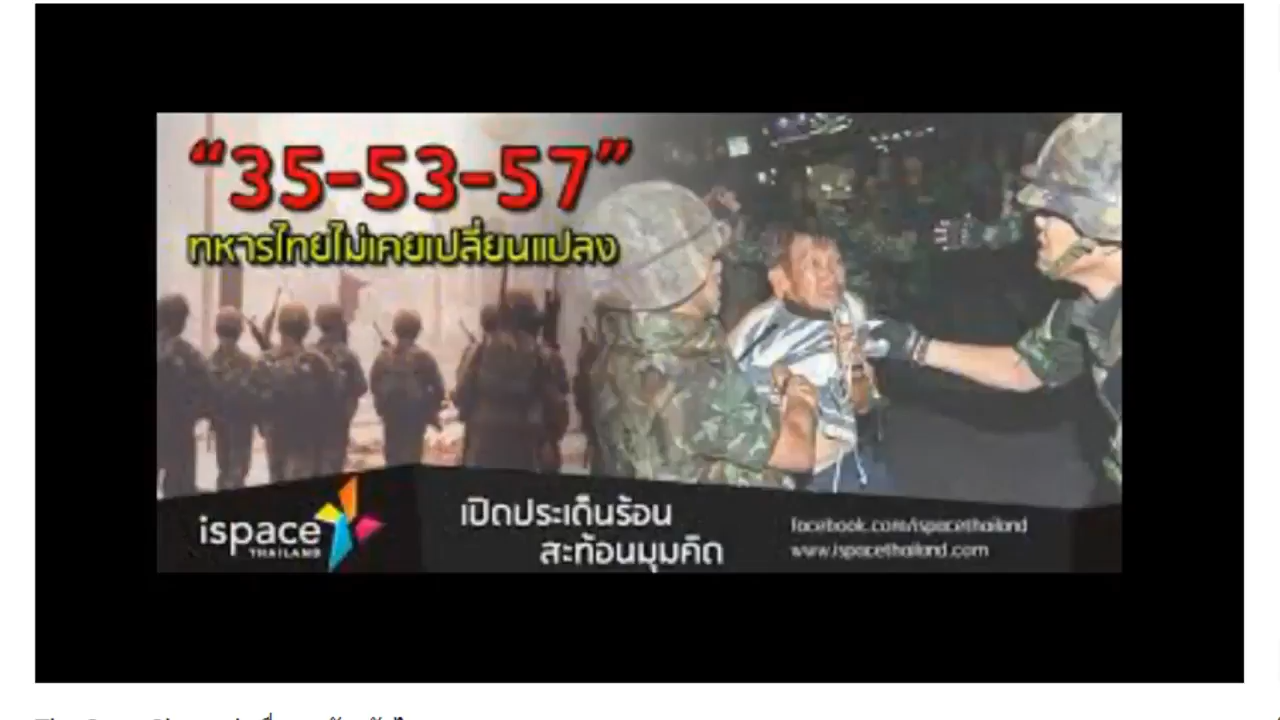 “35-53-57”
ทหารไทยไม่เคยเปลี่ยนแปลง
ispace
THAILAND
เปิดประเด็นร้อน
สะท้อนมุมคิด
facebook.com/ispacethailand
www.ispacethailand.com